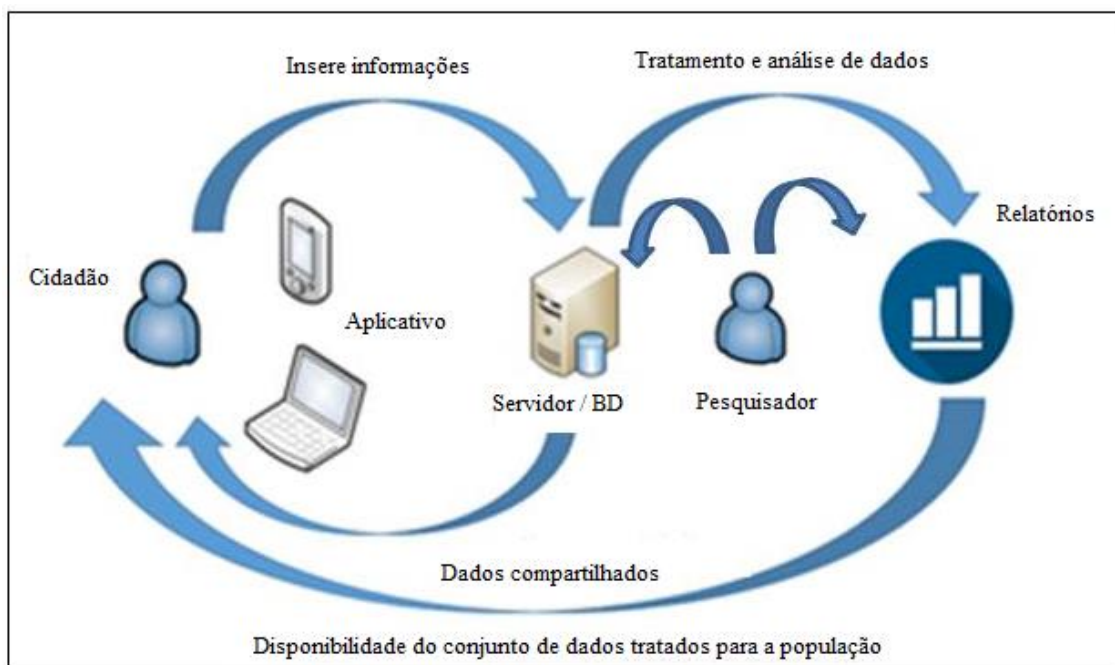 Insere informações
Tratamento e análise de dados
Relatórios
Cidadão
Aplicativo
Servidor / BD
Pesquisador
Dados compartilhados
Disponibilidade do conjunto de dados tratados para a população